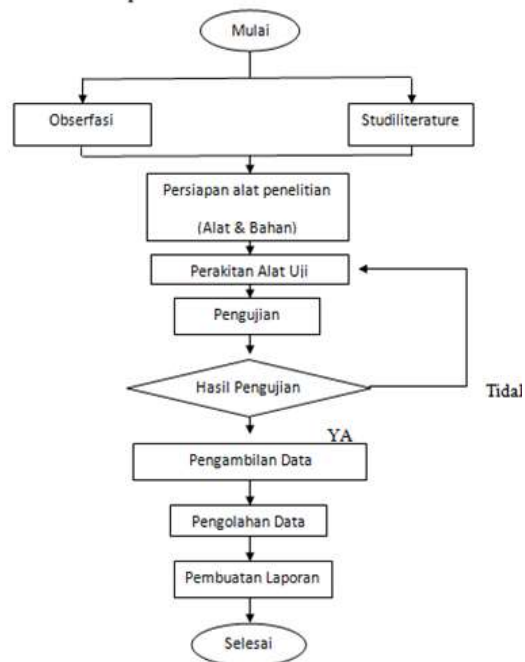 Mulai
Obserfasi
Studiliterature
Persiapan alat penelitian
(Alat & Bahan)
Perakitan Alat Uji
Pengujian
Hasil Pengujian
Tidak
YA
Pengambilan Data
Pengolahan Data
Pembuatan Laporan
Selesai